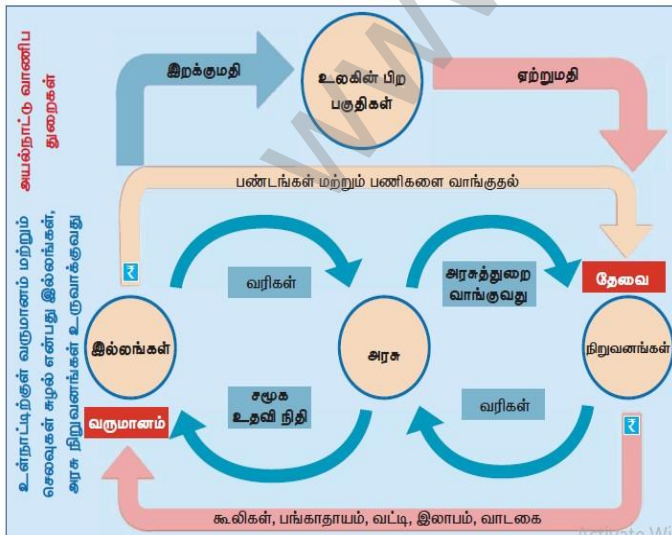 அயல்நாட்டு வாணிப
துறைகள்
உள்நாட்டிற்குள் வருமானம் மற்றும்
செலவுகள் சுழல் என்பது இல்லங்கள்,
அரசு நிறுவனங்கள் உருவாக்குவது
இறக்குமதி
உலகின் பிற
பகுதிகள்
ஏற்றுமதி
பண்டங்கள் மற்றும் பணிகளை வாங்குதல்
₹
வரிகள்
அரசுத்துறை
வாங்குவது
தேவை
இல்லங்கள்
அரசு
நிறுவனங்கள்
வருமானம்
சமூக
உதவி நிதி
வரிகள்
₹
கூலிகள், பங்காதாயம், வட்டி, இலாபம், வாடகை
Activate Wi